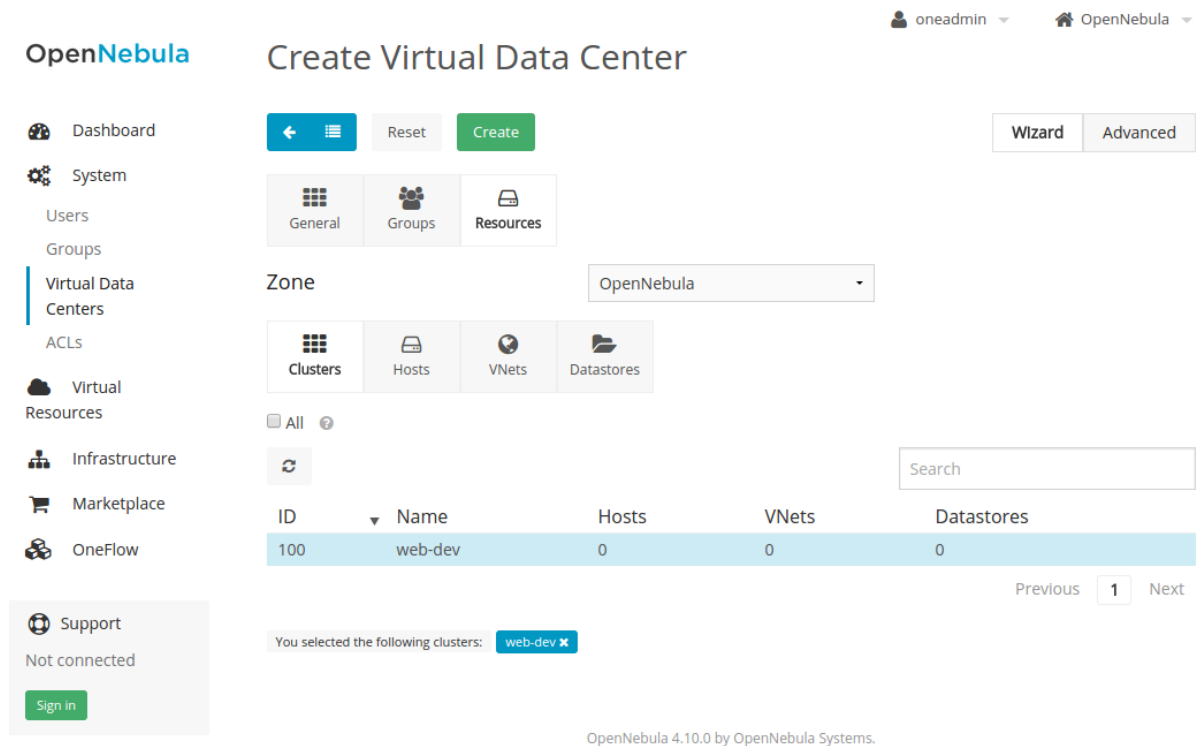 oneadmin OpenNebula
OpenNebula
Create Virtual Data Center
Dashboard
System
Users
Groups
Virtual Data
Centers
ACLs
Virtual
Resources
Infrastructure
Marketplace
OneFlow
Support
Not connected
Sign in
Reset Create WIzard Advanced
General Groups Resources
Zone OpenNebula
Clusters Hosts VNets Datastores
All ?
Search
ID Name Hosts VNets Datastores
100 web-dev 0 0 0
Previous 1 Next
You selected the following clusters: web-dev
OpenNebula 4.10.0 by OpenNebula Systems.